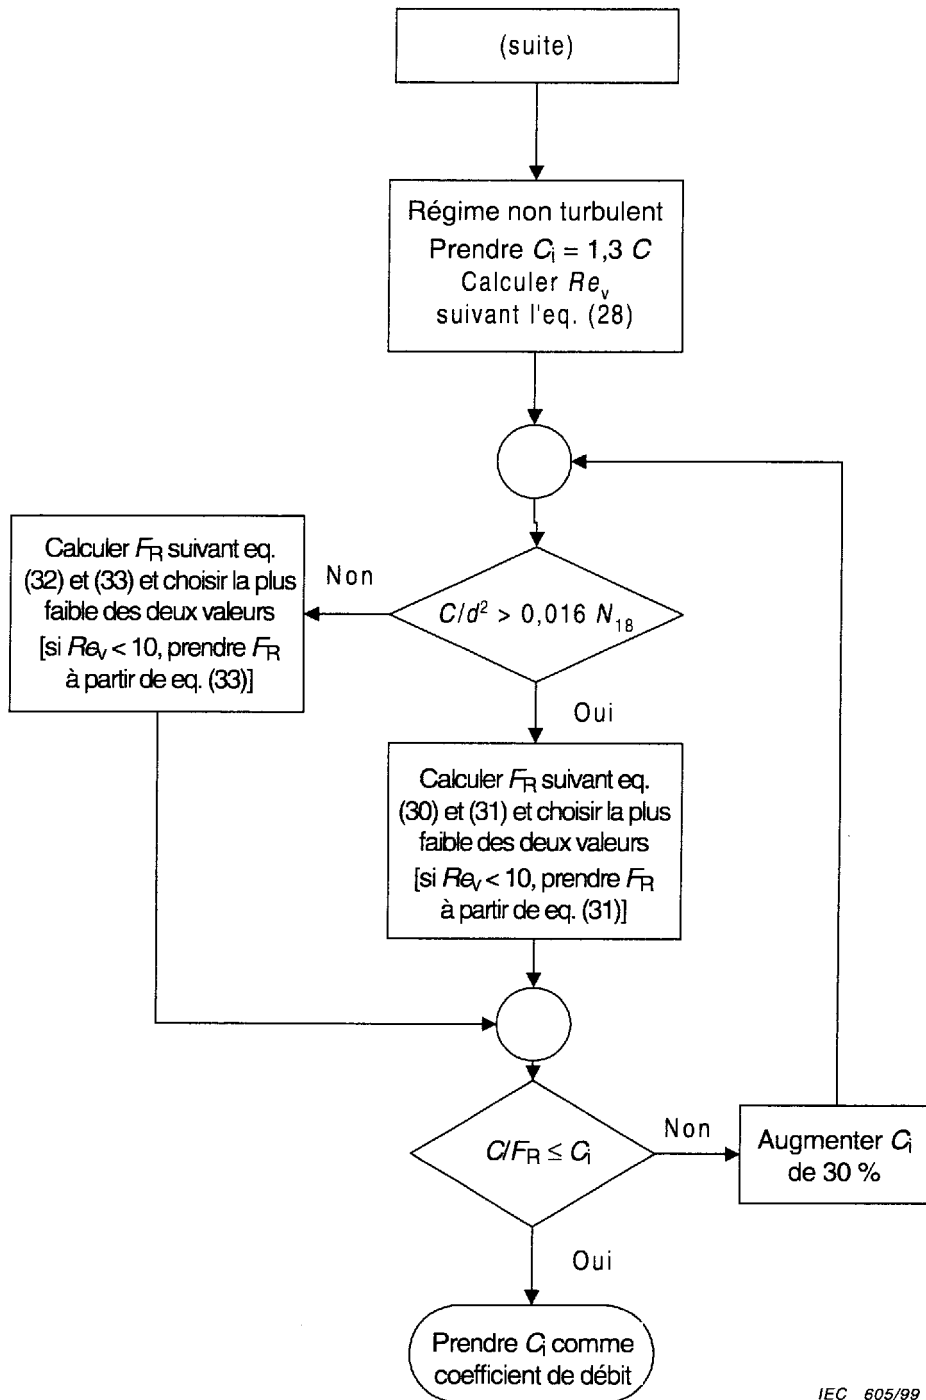 (suite)
Régime non turbulent
Prendre Ci = 1,3 C
Calculer Rev
suivant l'eq. (28)
Calculer FR suivant eq.
(32) et (33) et choisir la plus
faible des deux valeurs
[si Rev < 10, prendre FR
à partir de eq. (33)]
Non
C/d² > 0,016 N18
Oui
Calculer FR suivant eq.
(30) et (31) et choisir la plus
faible des deux valeurs
[si Rev < 10, prendre FR
à partir de eq. (31)]
C/FR ≤ Ci
Non
Augmenter Ci
de 30 %
Oui
Prendre Ci comme
coefficient de débit
IEC 605/99